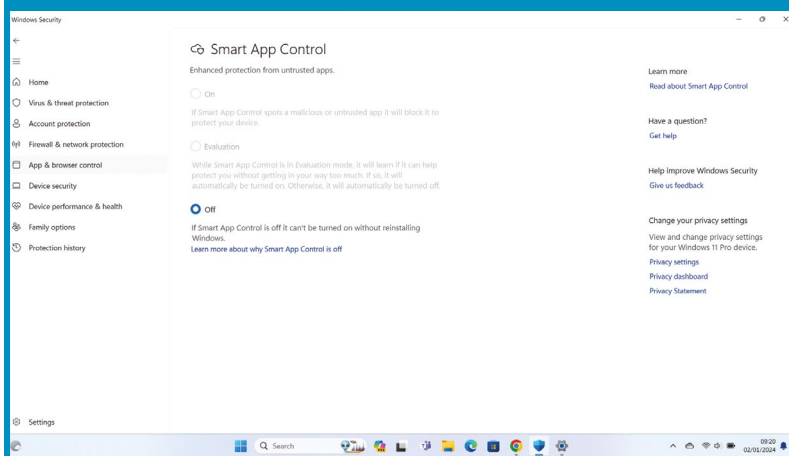 Windows Security
Home
Virus & threat protection
Account protection
Firewall & network protection
App & browser control
Device security
Device performance & health
Family options
Protection history
Settings
Smart App Control
Enhanced protection from untrusted apps.
On
If Smart App Control spots a malicious or untrusted app it will block it to
protect your device.
Evaluation
While Smart App Control is in Evaluation mode, it will learn if it can help
protect you without getting in your way too much. If so, it will
automatically be turned on. Otherwise, it will automatically be turned off.
Off
If Smart App Control is off it can't be turned on without reinstalling
Windows.
Learn more about why Smart App Control is off
Learn more
Read about Smart App Control
Have a question?
Get help
Help improve Windows Security
Give us feedback
Change your privacy settings
View and change privacy settings
for your Windows 11 Pro device.
Privacy settings
Privacy dashboard
Privacy Statement
Search
09:20
02/01/2024